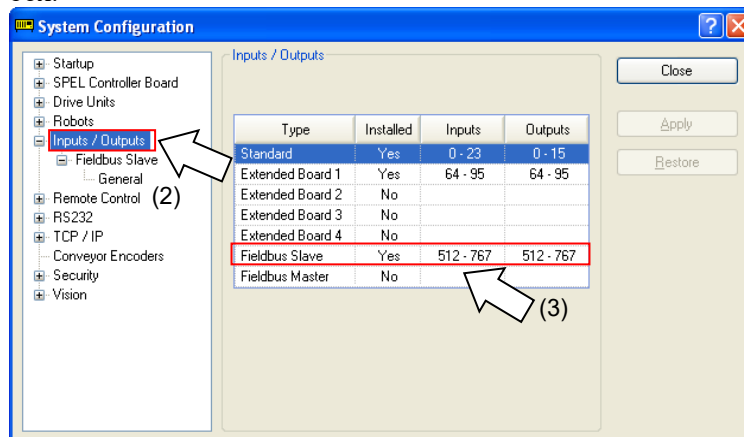 System Configuration
Startup
SPEL Controller Board
Drive Units
Robots
Inputs / Outputs
Fieldbus Slave
General
Remote Control
RS232
TCP / IP
Conveyor Encoders
Security
Vision
(2)
Inputs / Outputs
Type Installed Inputs Outputs
Standard Yes 0 - 23 0 - 15
Extended Board 1 Yes 64 - 95 64 - 95
Extended Board 2 No
Extended Board 3 No
Extended Board 4 No
Fieldbus Slave Yes 512 - 767 512 - 767
Fieldbus Master No
(3)
Close
Apply
Restore